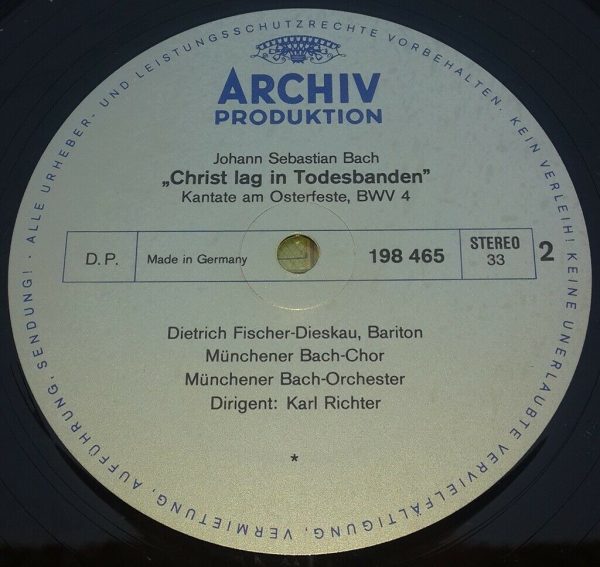 ALLE URHEBER- UND LEISTUNGSSCHUTZRECHTE VORBEHALTEN. KEIN VERLEIH! KEINE UNERLAUBTE VERVIELFÄLTIGUNG, VERMIETUNG, AUFFÜHRUNG, SENDUNG! ·
ARCHIV
PRODUKTION
Johann Sebastian Bach
„Christ lag in Todesbanden”
Kantate am Osterfeste, BWV 4
D. P. Made in Germany 198 465 STEREO 33 2
Dietrich Fischer-Dieskau, Bariton
Münchener Bach-Chor
Münchener Bach-Orchester
Dirigent: Karl Richter
*